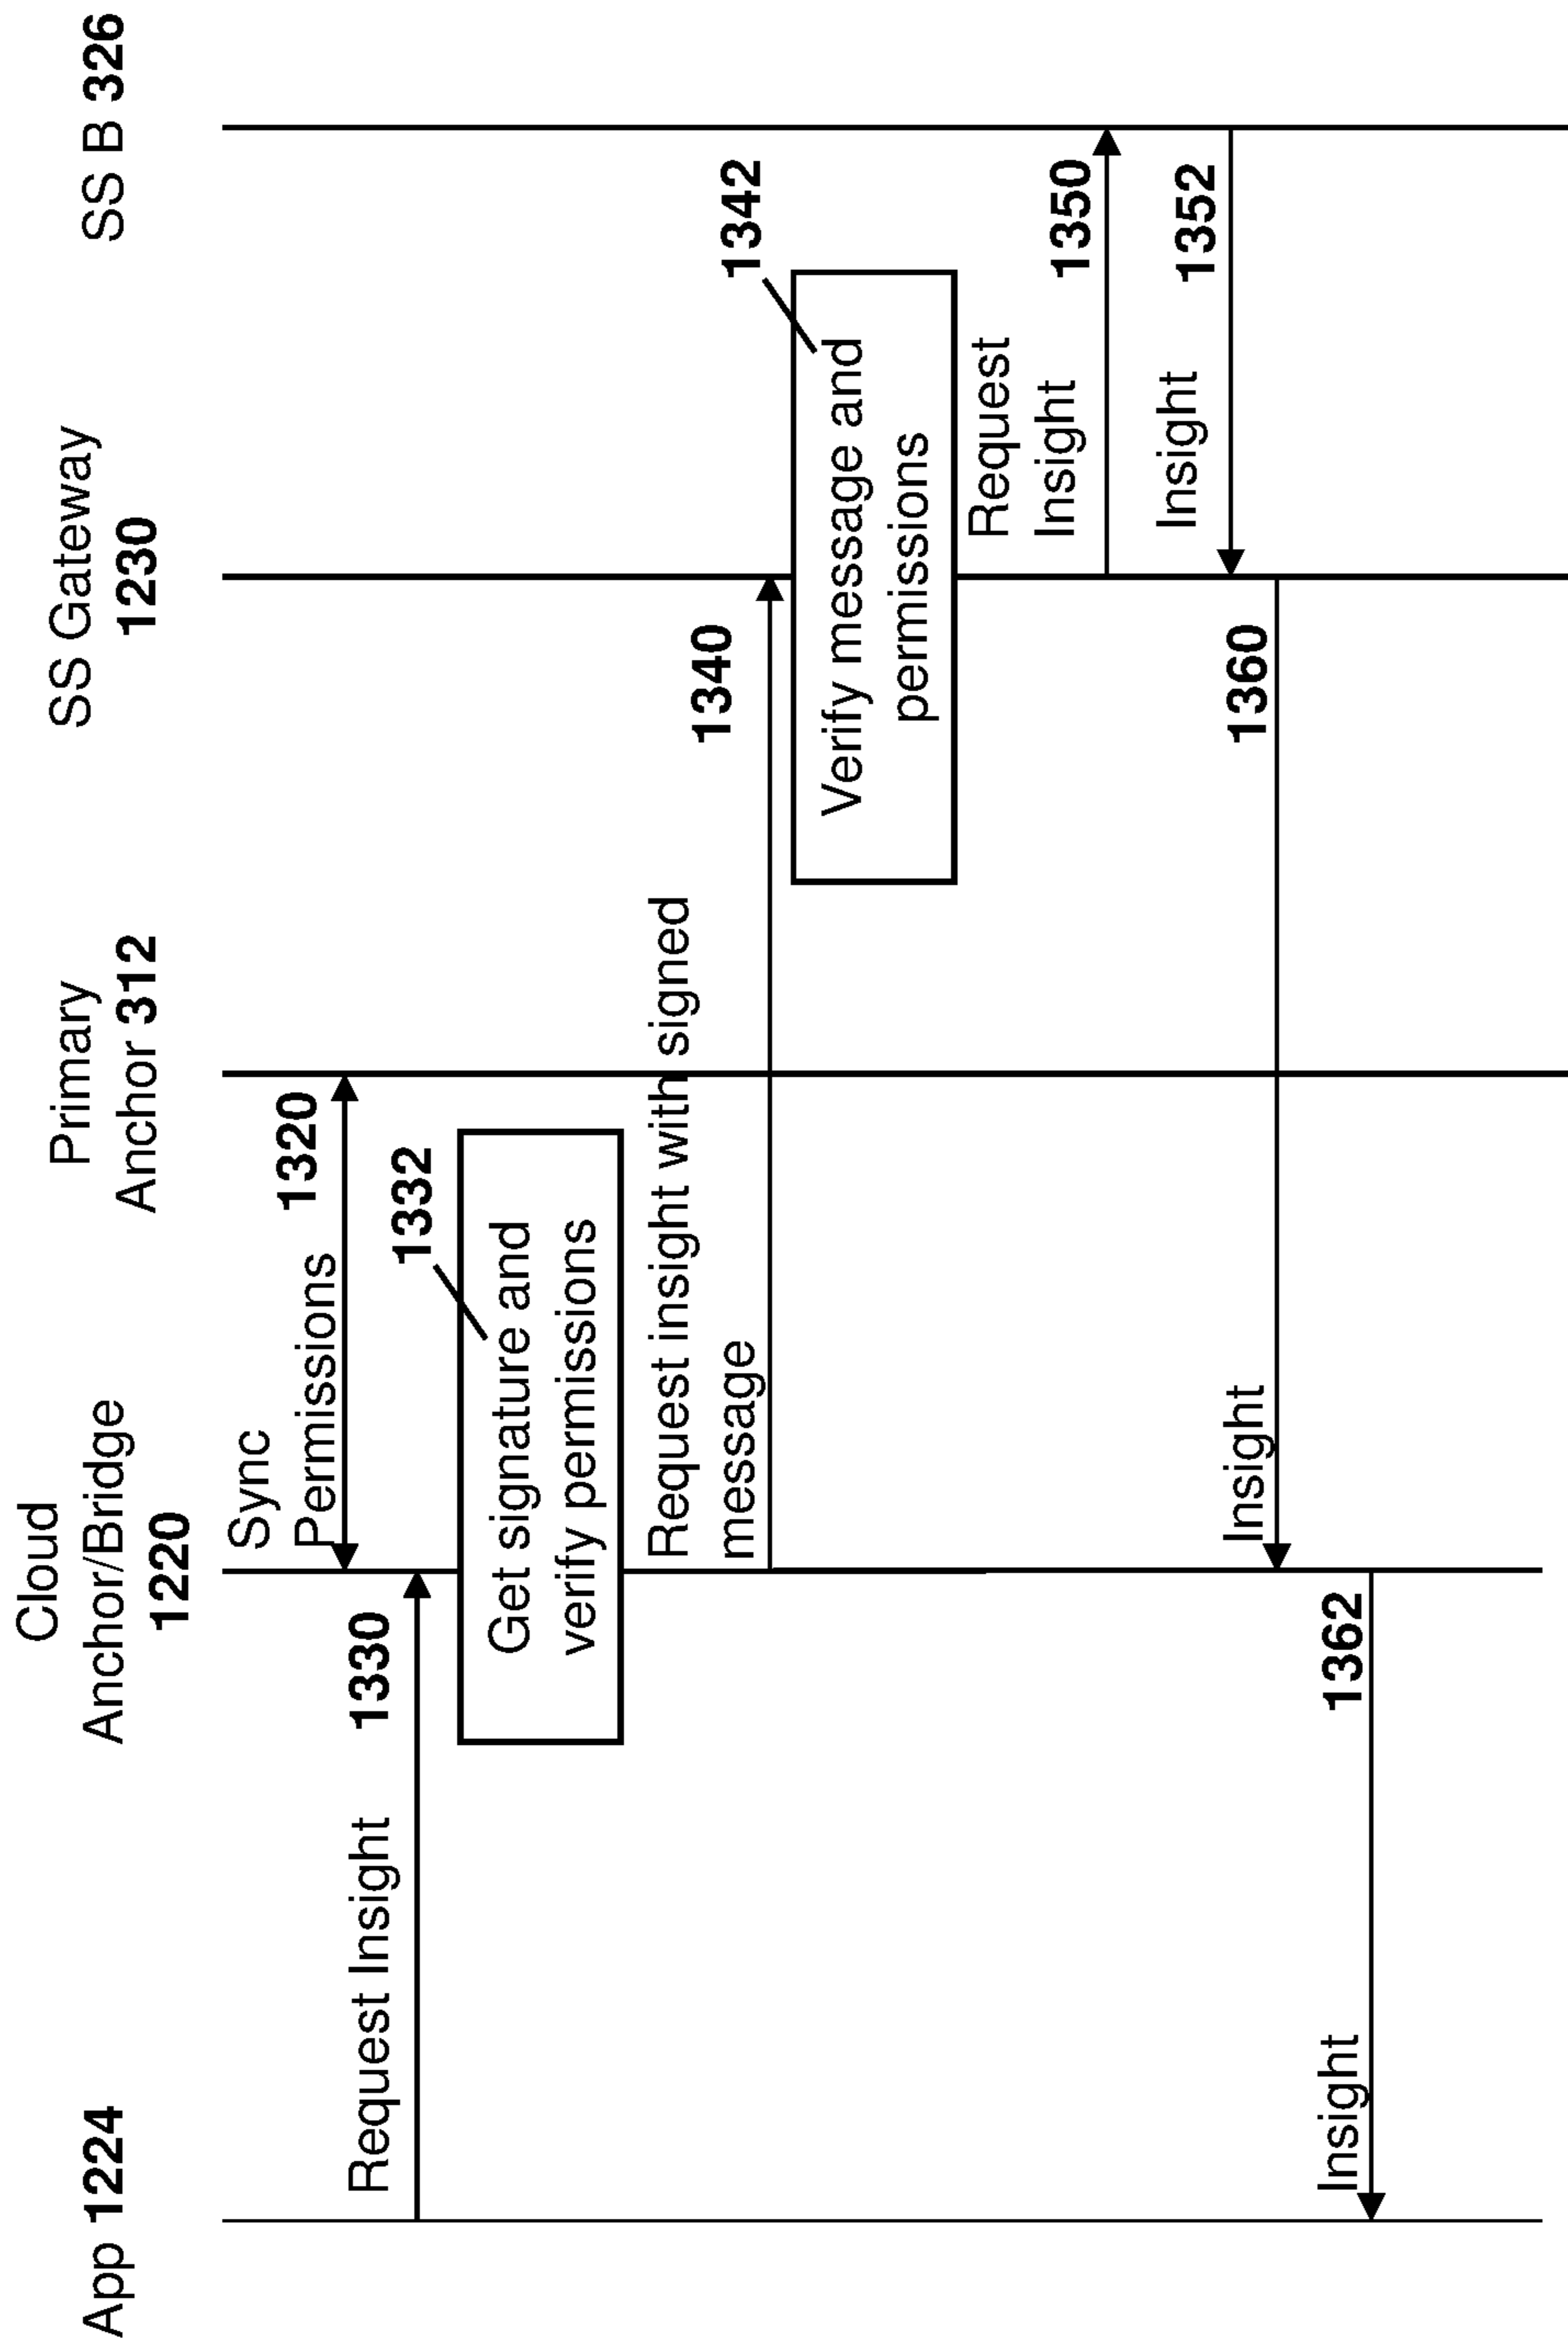 App 1224
Cloud
Anchor/Bridge
1220
Primary
Anchor 312
SS Gateway
1230
SS B 326
Sync
Permissions
1320
Request Insight
1330
1332
Get signature and
verify permissions
Request insight with signed
message
1340
1342
Verify message and
permissions
Request
Insight
1350
Insight
1352
Insight
1360
Insight
1362